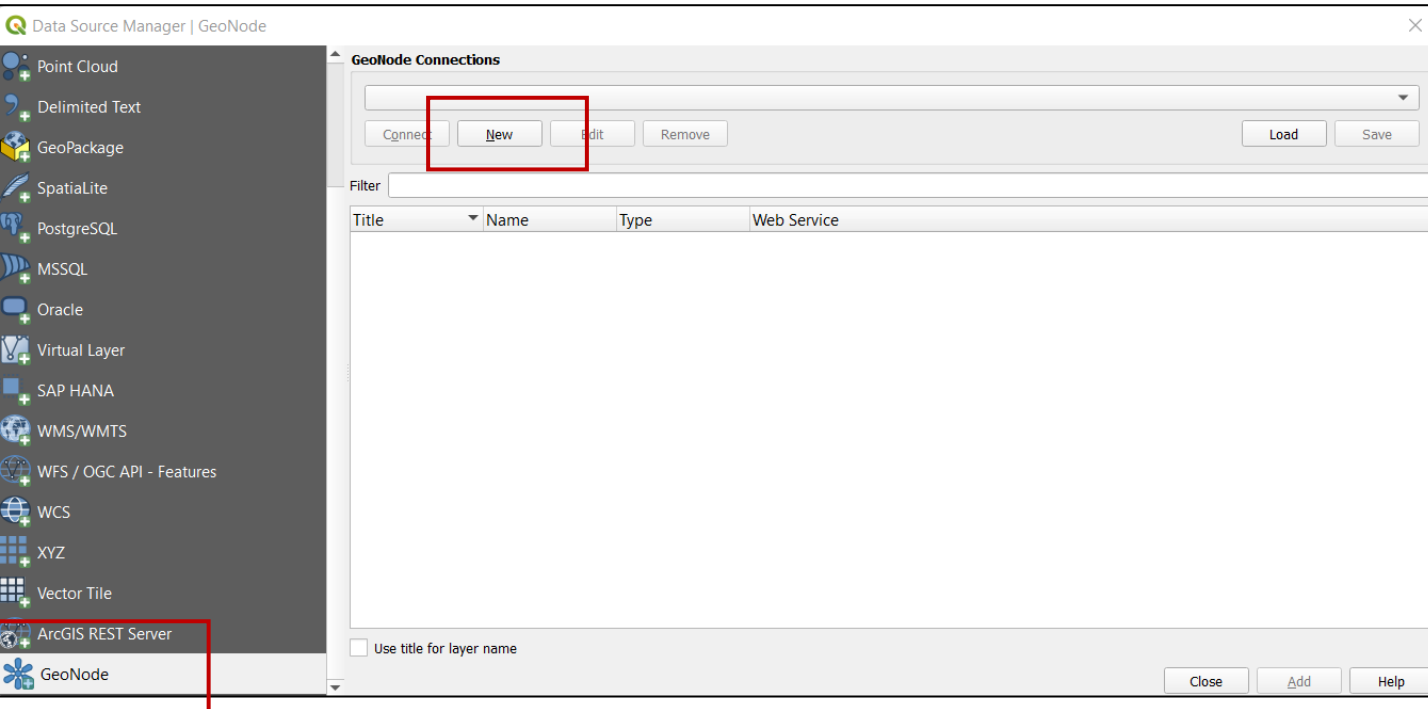 Data Source Manager | GeoNode
Point Cloud
Delimited Text
GeoPackage
SpatiaLite
PostgreSQL
MSSQL
Oracle
Virtual Layer
SAP HANA
WMS/WMTS
WFS / OGC API - Features
WCS
XYZ
Vector Tile
ArcGIS REST Server
GeoNode
GeoNode Connections
Connect New Edit Remove Load Save
Filter
Title Name Type Web Service
Use title for layer name
Close Add Help